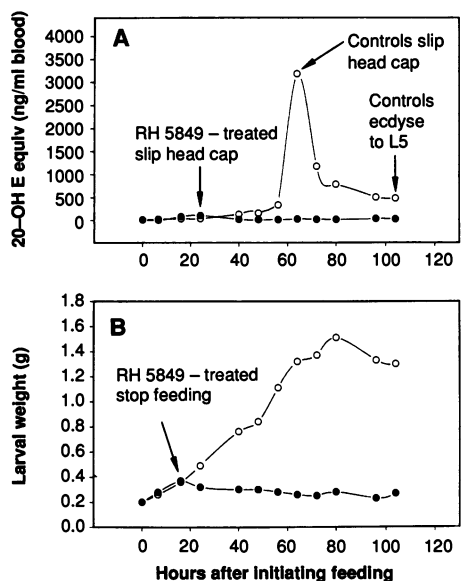 A
20–OH E equiv (ng/ml blood)
4000
3500
3000
2500
2000
1500
1000
500
0
Controls slip
head cap
Controls
ecdyse
to L5
RH 5849 – treated
slip head cap
0 20 40 60 80 100 120
B
Larval weight (g)
1.8
1.6
1.4
1.2
1.0
0.8
0.6
0.4
0.2
0.0
RH 5849 – treated
stop feeding
0 20 40 60 80 100 120
Hours after initiating feeding